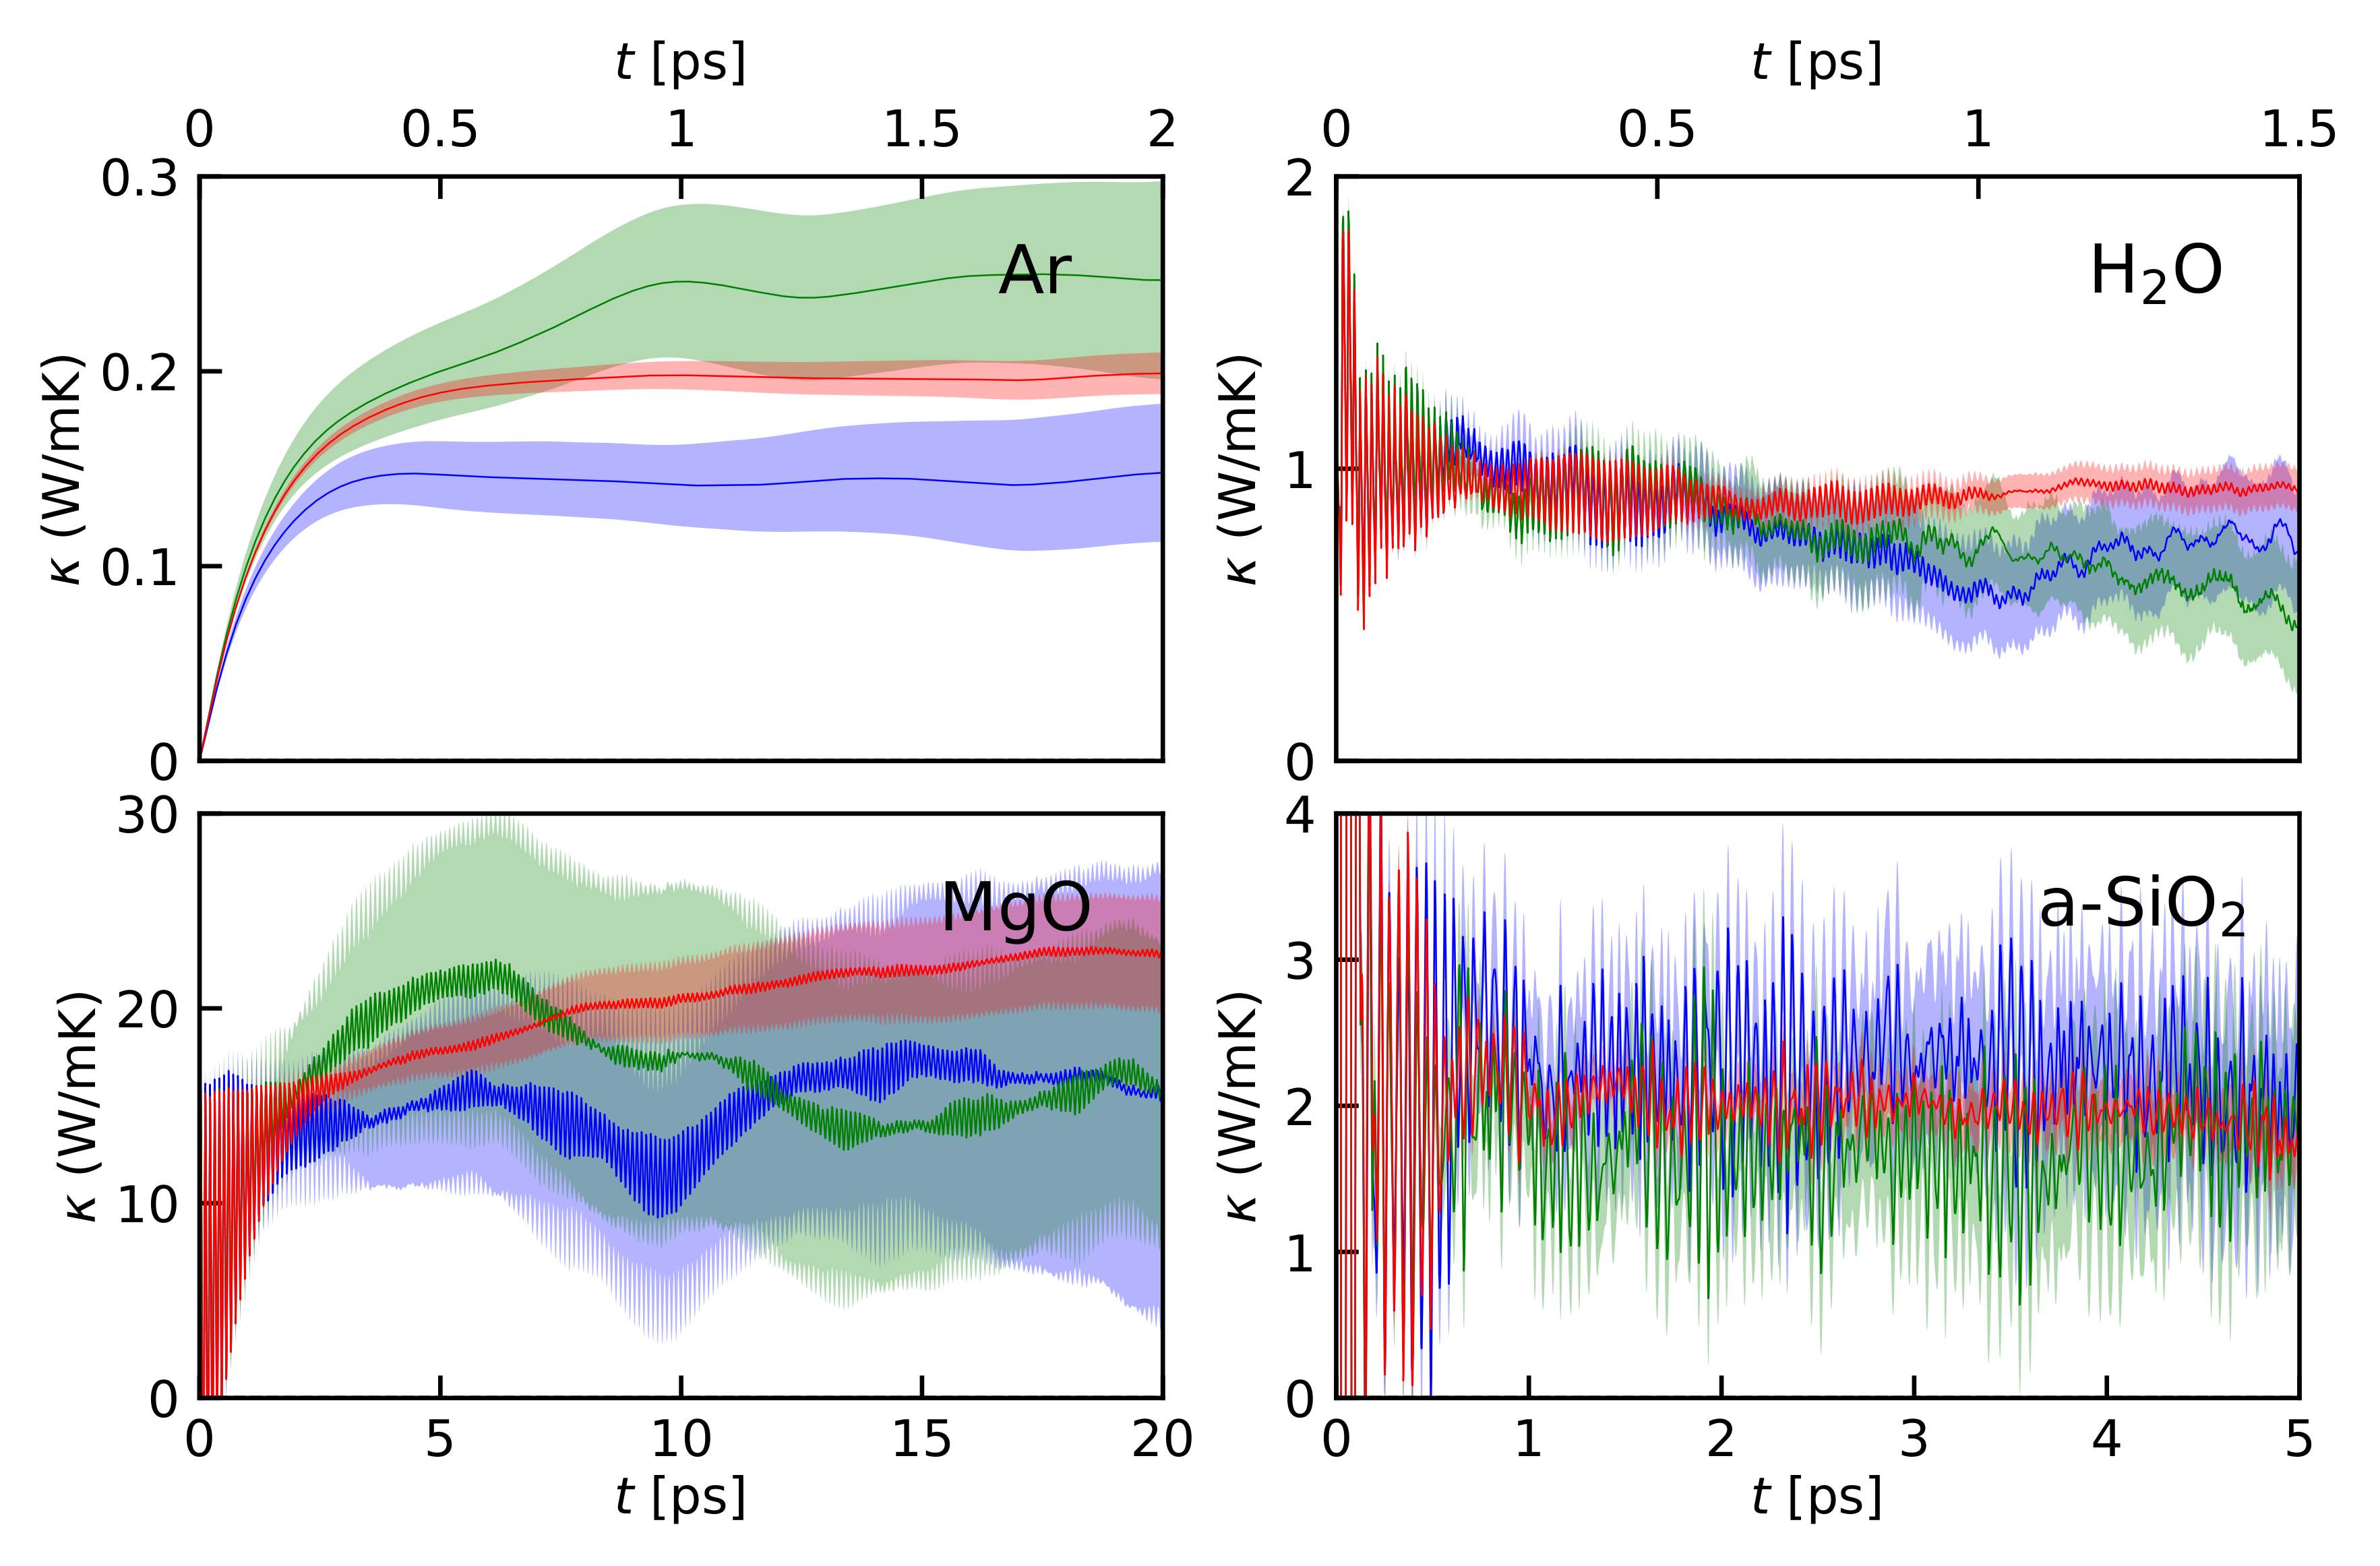 t [ps]
0 0.5 1 1.5 2
0.3
0.2
0.1
0
κ (W/mK)
Ar
t [ps]
0 0.5 1 1.5
2
1
0
κ (W/mK)
H₂O
30
20
10
0
κ (W/mK)
MgO
0 5 10 15 20
t [ps]
4
3
2
1
0
κ (W/mK)
a-SiO₂
0 1 2 3 4 5
t [ps]